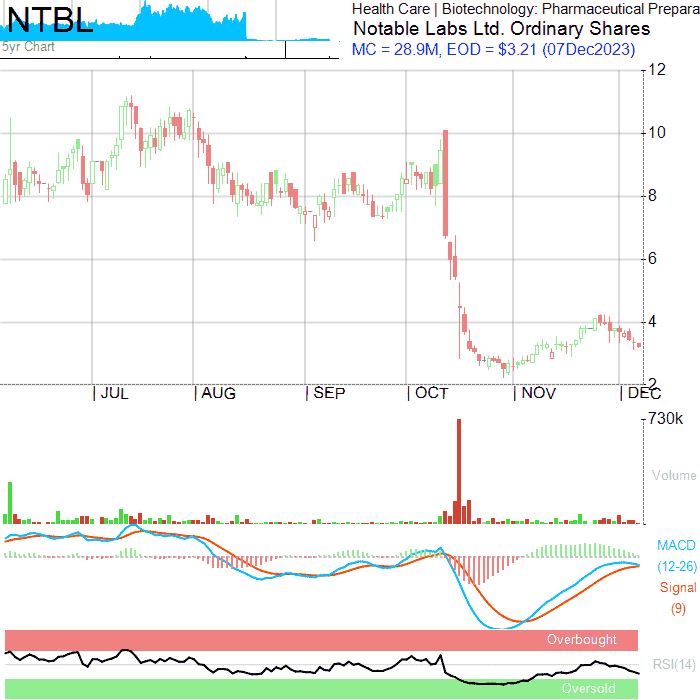 NTBL
5yr Chart
Health Care | Biotechnology: Pharmaceutical Prepara
Notable Labs Ltd. Ordinary Shares
MC = 28.9M, EOD = $3.21 (07Dec2023)
12
10
8
6
4
2
| JUL | AUG | SEP | OCT | NOV | DEC
730k
Volume
MACD
(12-26)
Signal
(9)
Overbought
RSI(14)
Oversold